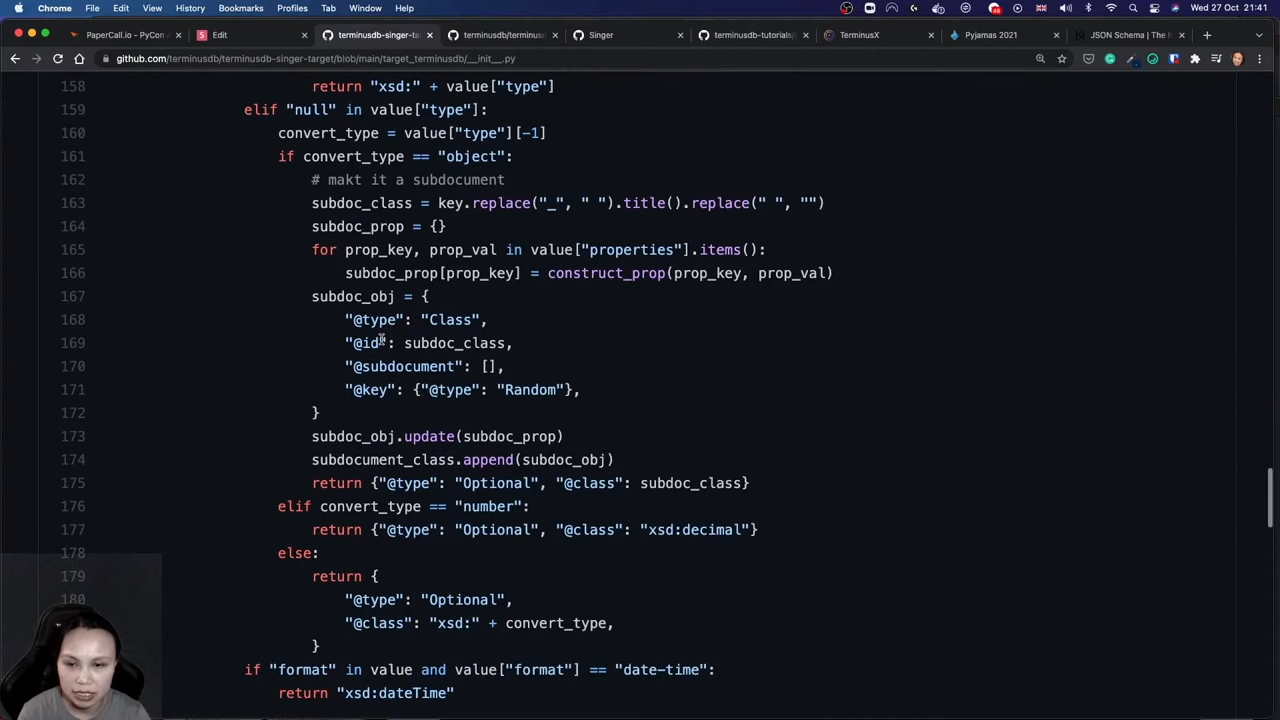 Chrome File Edit View History Bookmarks Profiles Tab Window Help Wed 27 Oct 21:41
PaperCall.io - PyCon Edit terminusdb-singer-ta terminusdb/terminus Singer terminusdb-tutorials/ TerminusX Pyjamas 2021 JSON Schema | The h
github.com/terminusdb/terminusdb-singer-target/blob/main/target_terminusdb/__init__.py
158 return "xsd:" + value["type"]
159 elif "null" in value["type"]:
160 convert_type = value["type"][-1]
161 if convert_type == "object":
162 # makt it a subdocument
163 subdoc_class = key.replace("_", " ").title().replace(" ", "")
164 subdoc_prop = {}
165 for prop_key, prop_val in value["properties"].items():
166 subdoc_prop[prop_key] = construct_prop(prop_key, prop_val)
167 subdoc_obj = {
168 "@type": "Class",
169 "@id": subdoc_class,
170 "@subdocument": [],
171 "@key": {"@type": "Random"},
172 }
173 subdoc_obj.update(subdoc_prop)
174 subdocument_class.append(subdoc_obj)
175 return {"@type": "Optional", "@class": subdoc_class}
176 elif convert_type == "number":
177 return {"@type": "Optional", "@class": "xsd:decimal"}
178 else:
179 return {
180 "@type": "Optional",
"@class": "xsd:" + convert_type,
}
if "format" in value and value["format"] == "date-time":
return "xsd:dateTime"